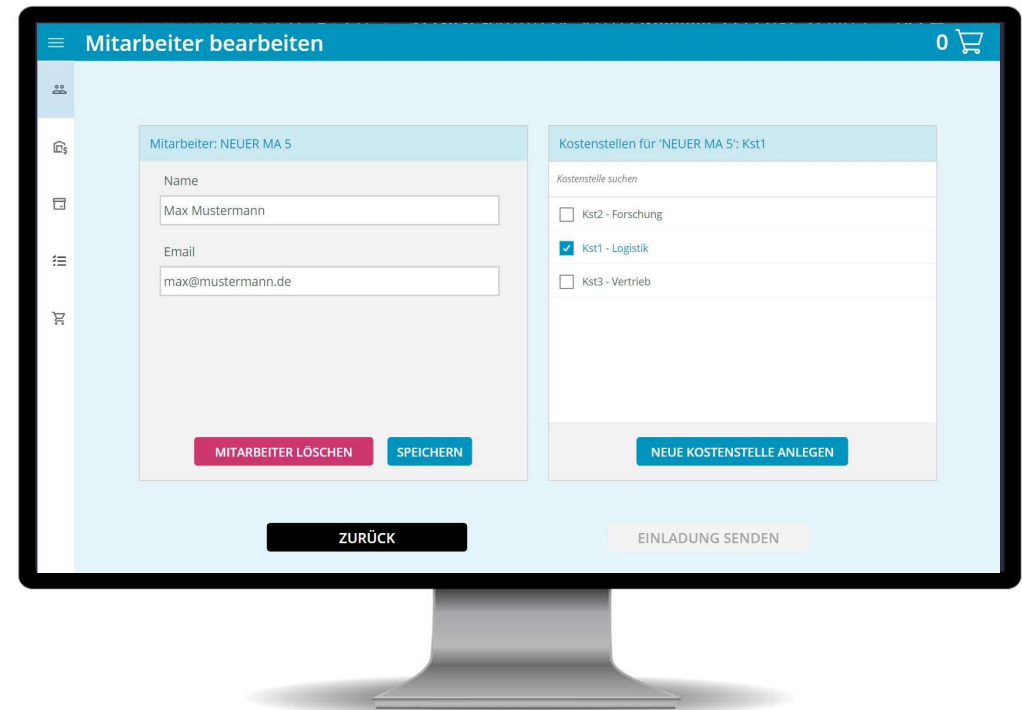 Mitarbeiter bearbeiten
0
Mitarbeiter: NEUER MA 5
Name
Max Mustermann
Email
max@mustermann.de
MITARBEITER LÖSCHEN
SPEICHERN
Kostenstellen für 'NEUER MA 5': Kst1
Kostenstelle suchen
Kst2 - Forschung
Kst1 - Logistik
Kst3 - Vertrieb
NEUE KOSTENSTELLE ANLEGEN
ZURÜCK
EINLADUNG SENDEN